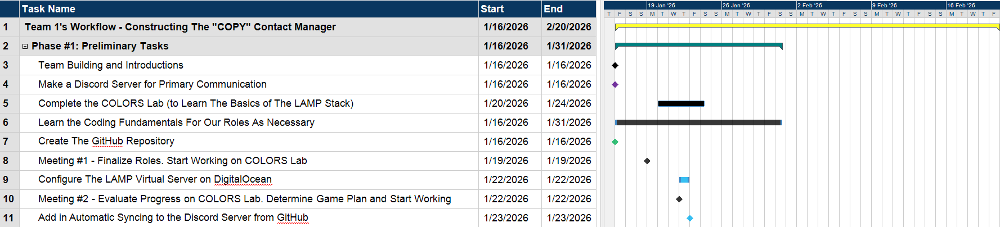 Task Name Start End 19 Jan '26 26 Jan '26 2 Feb '26 9 Feb '26 16 Feb '26
T F S S M T W T F S S M T W T F S S M T W T F S S M T W T F S S M T W T F
1 Team 1's Workflow - Constructing The "COPY" Contact Manager 1/16/2026 2/20/2026
2 Phase #1: Preliminary Tasks 1/16/2026 1/31/2026
3 Team Building and Introductions 1/16/2026 1/16/2026
4 Make a Discord Server for Primary Communication 1/16/2026 1/16/2026
5 Complete the COLORS Lab (to Learn The Basics of The LAMP Stack) 1/20/2026 1/24/2026
6 Learn the Coding Fundamentals For Our Roles As Necessary 1/16/2026 1/31/2026
7 Create The GitHub Repository 1/16/2026 1/16/2026
8 Meeting #1 - Finalize Roles. Start Working on COLORS Lab 1/19/2026 1/19/2026
9 Configure The LAMP Virtual Server on DigitalOcean 1/22/2026 1/22/2026
10 Meeting #2 - Evaluate Progress on COLORS Lab. Determine Game Plan and Start Working 1/22/2026 1/22/2026
11 Add in Automatic Syncing to the Discord Server from GitHub 1/23/2026 1/23/2026